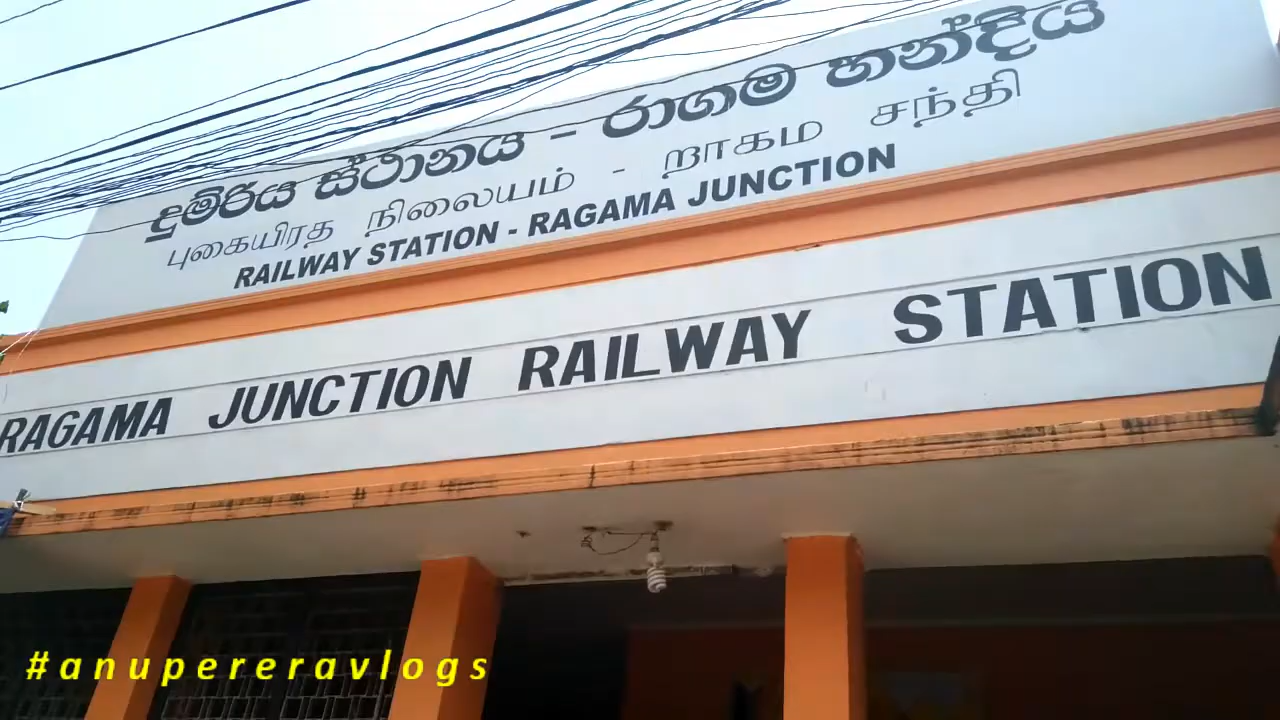 දුම්රිය ස්ථානය - රාගම හන්දිය
புகையிரத நிலையம் - றாகம சந்தி
RAILWAY STATION - RAGAMA JUNCTION
RAGAMA JUNCTION RAILWAY STATION
#anupereravlogs